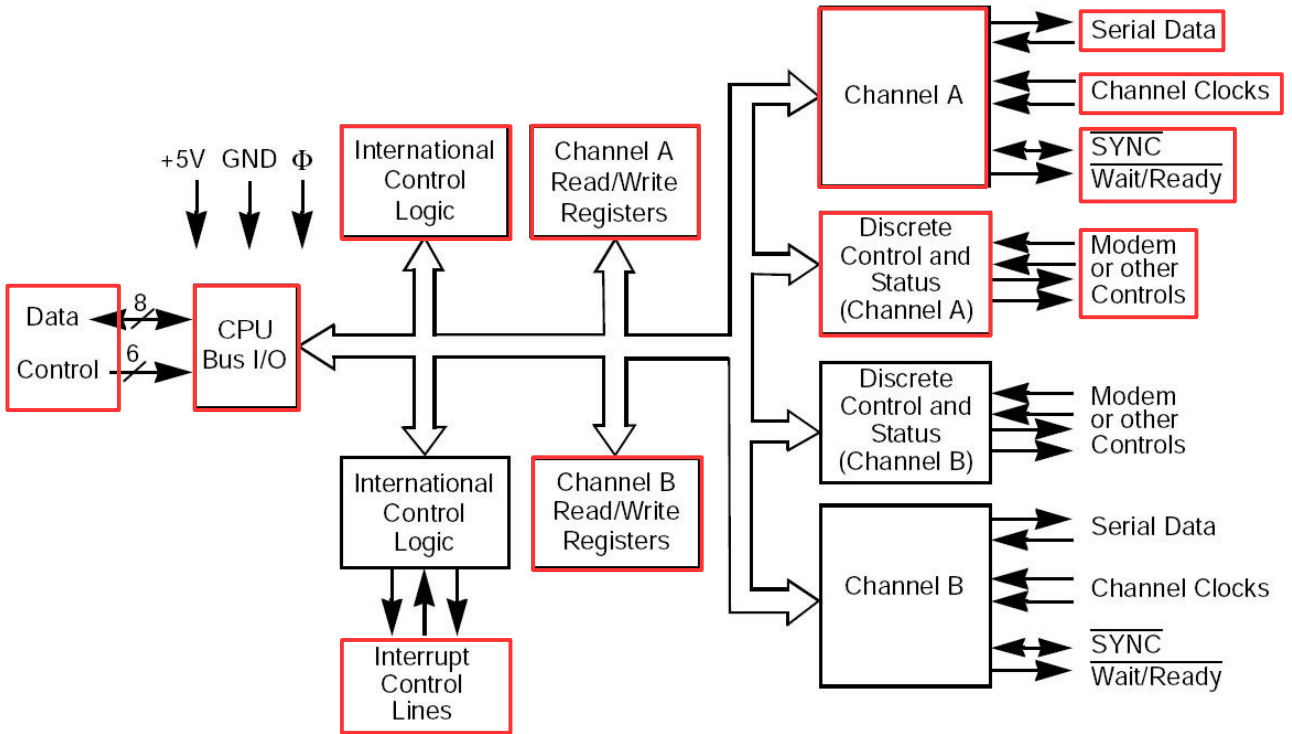 +5V GND Φ
Data
8
Control
6
CPU
Bus I/O
International
Control
Logic
Channel A
Read/Write
Registers
International
Control
Logic
Channel B
Read/Write
Registers
Interrupt
Control
Lines
Channel A
Serial Data
Channel Clocks
SYNC
Wait/Ready
Discrete
Control and
Status
(Channel A)
Modem
or other
Controls
Discrete
Control and
Status
(Channel B)
Modem
or other
Controls
Channel B
Serial Data
Channel Clocks
SYNC
Wait/Ready